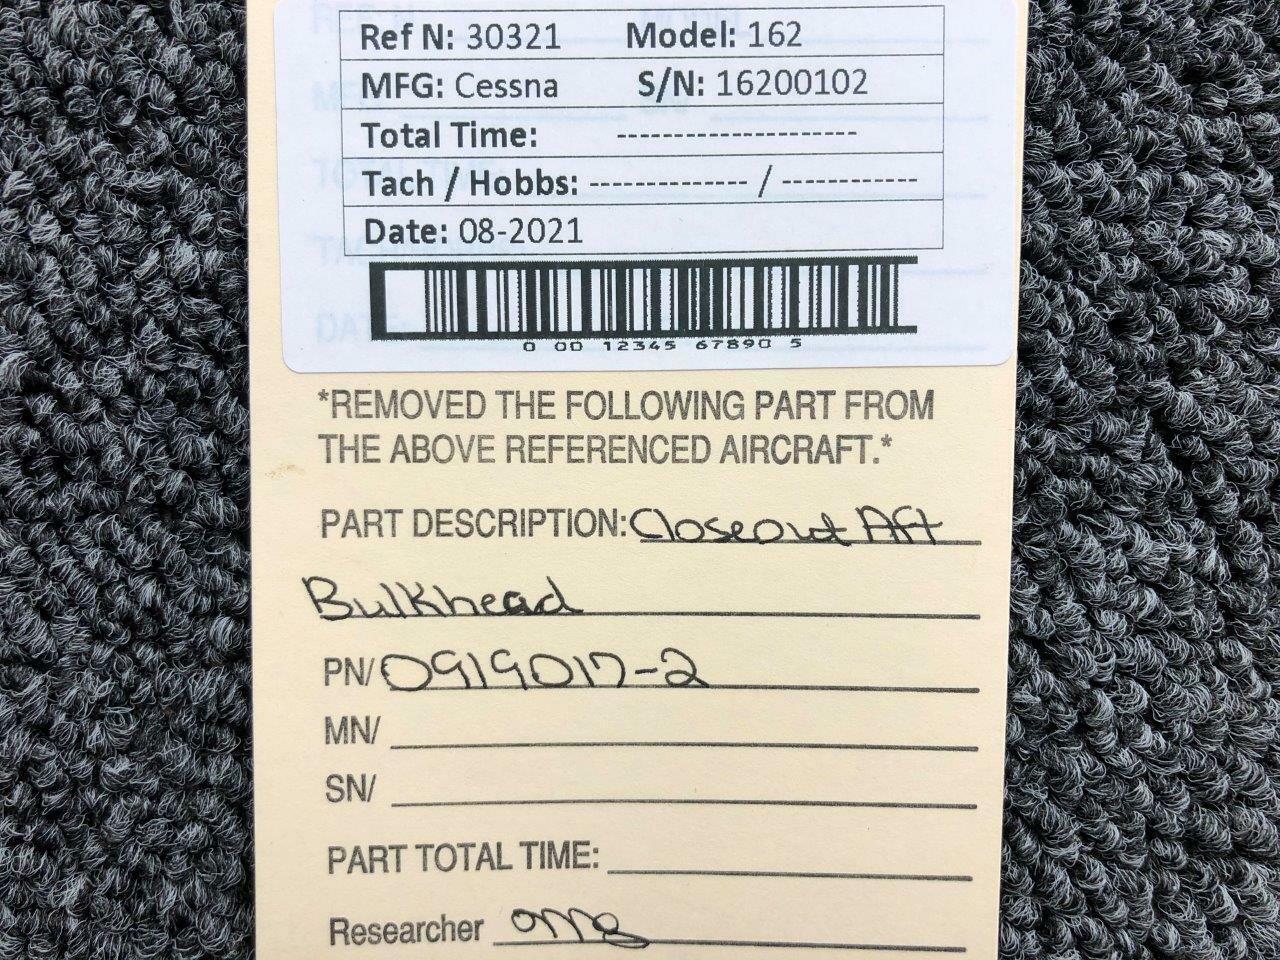 Ref N: 30321 Model: 162
MFG: Cessna S/N: 16200102
Total Time: --------------------
Tach / Hobbs: -------------- / ------------
Date: 08-2021
0 00 12345 67890 5
*REMOVED THE FOLLOWING PART FROM
THE ABOVE REFERENCED AIRCRAFT.*
PART DESCRIPTION: Closeout Aft
Bulkhead
PN/ 0919017-2
MN/
SN/
PART TOTAL TIME:
Researcher